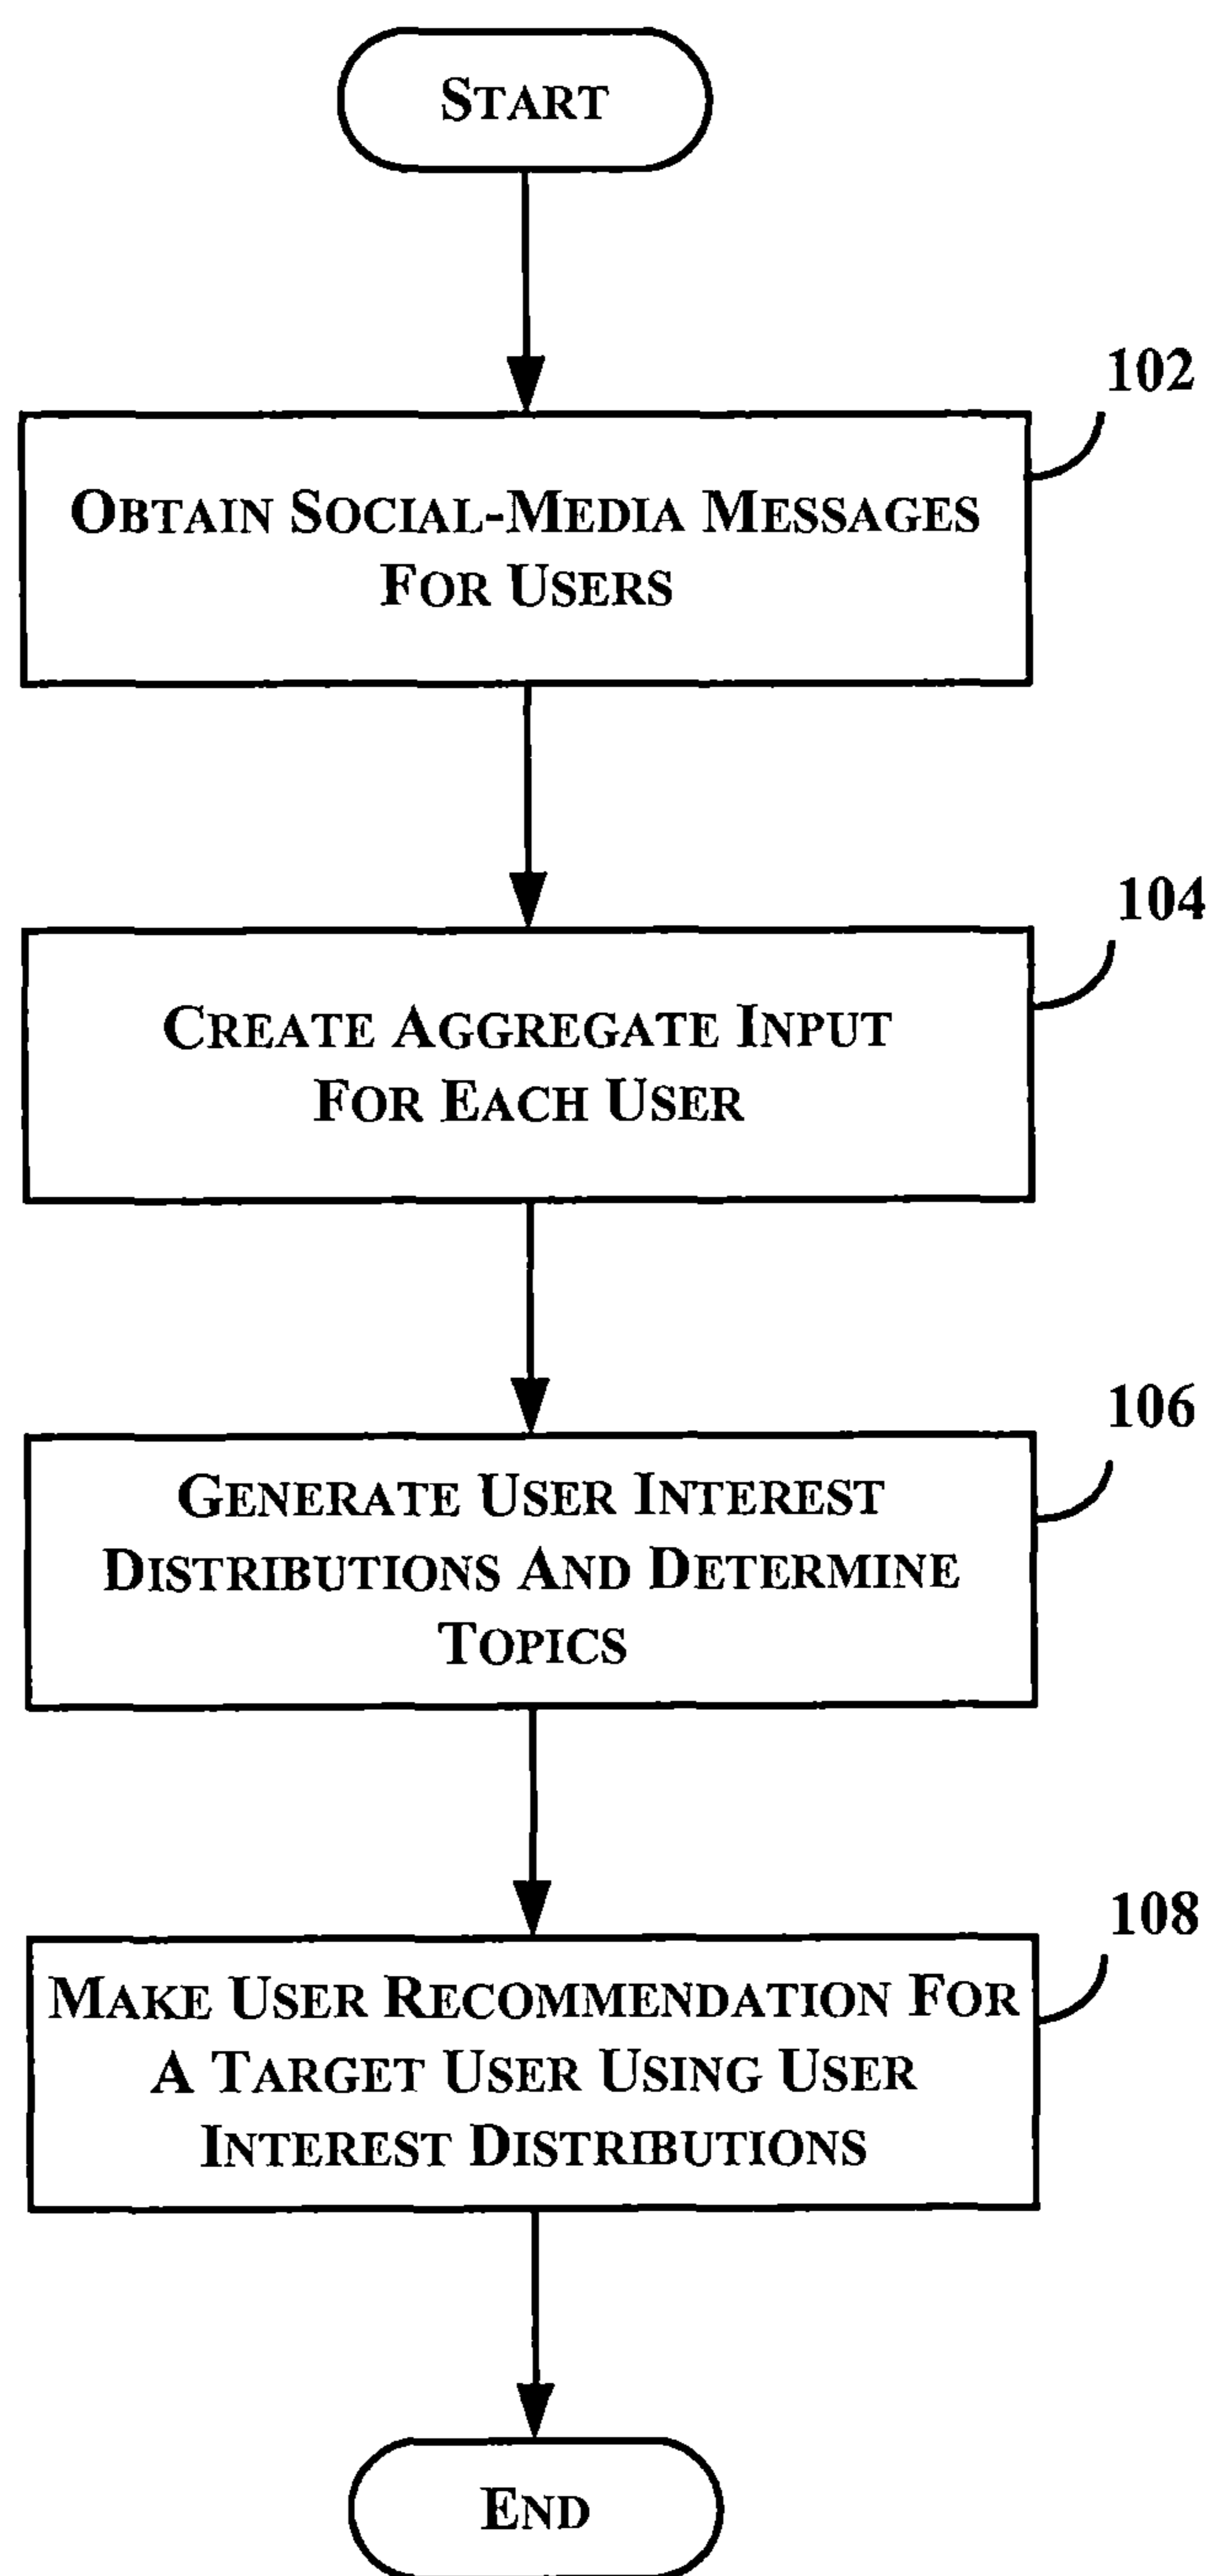 START
102
OBTAIN SOCIAL-MEDIA MESSAGES
FOR USERS
104
CREATE AGGREGATE INPUT
FOR EACH USER
106
GENERATE USER INTEREST
DISTRIBUTIONS AND DETERMINE
TOPICS
108
MAKE USER RECOMMENDATION FOR
A TARGET USER USING USER
INTEREST DISTRIBUTIONS
END